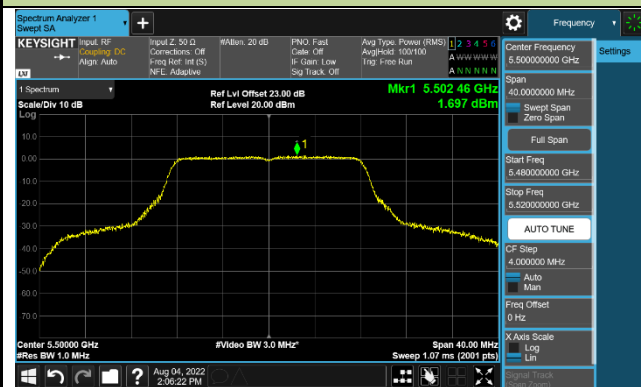 Spectrum Analyzer 1
Swept SA
+
Frequency
KEYSIGHT
Input: RF
Coupling: DC
Align: Auto
LXI
Input Z: 50 Ω
Corrections: Off
Freq Ref: Int (S)
NFE: Adaptive
#Atten: 20 dB
PNO: Fast
Gate: Off
IF Gain: Low
Sig Track: Off
Avg Type: Power (RMS)
Avg|Hold: 100/100
Trig: Free Run
1 2 3 4 5 6
A W W W W W
A N N N N N
1 Spectrum
Scale/Div 10 dB
Log
Ref Lvl Offset 23.00 dB
Ref Level 20.00 dBm
Mkr1 5.502 46 GHz
1.697 dBm
1
10.0
0.00
10.0
20.0
30.0
40.0
-50.0
60.0
70.0
Center 5.50000 GHz
#Res BW 1.0 MHz
#Video BW 3.0 MHz*
Span 40.00 MHz
Sweep 1.07 ms (2001 pts)
Center Frequency
5.500000000 GHz
Settings
Span
40.0000000 MHz
Swept Span
Zero Span
Full Span
Start Freq
5.480000000 GHz
Stop Freq
5.520000000 GHz
AUTO TUNE
CF Step
4.000000 MHz
Auto
Man
Freq Offset
0 Hz
X Axis Scale
Log
Lin
Signal Track
(Span Zoom)
?
Aug 04, 2022
2:06:22 PM